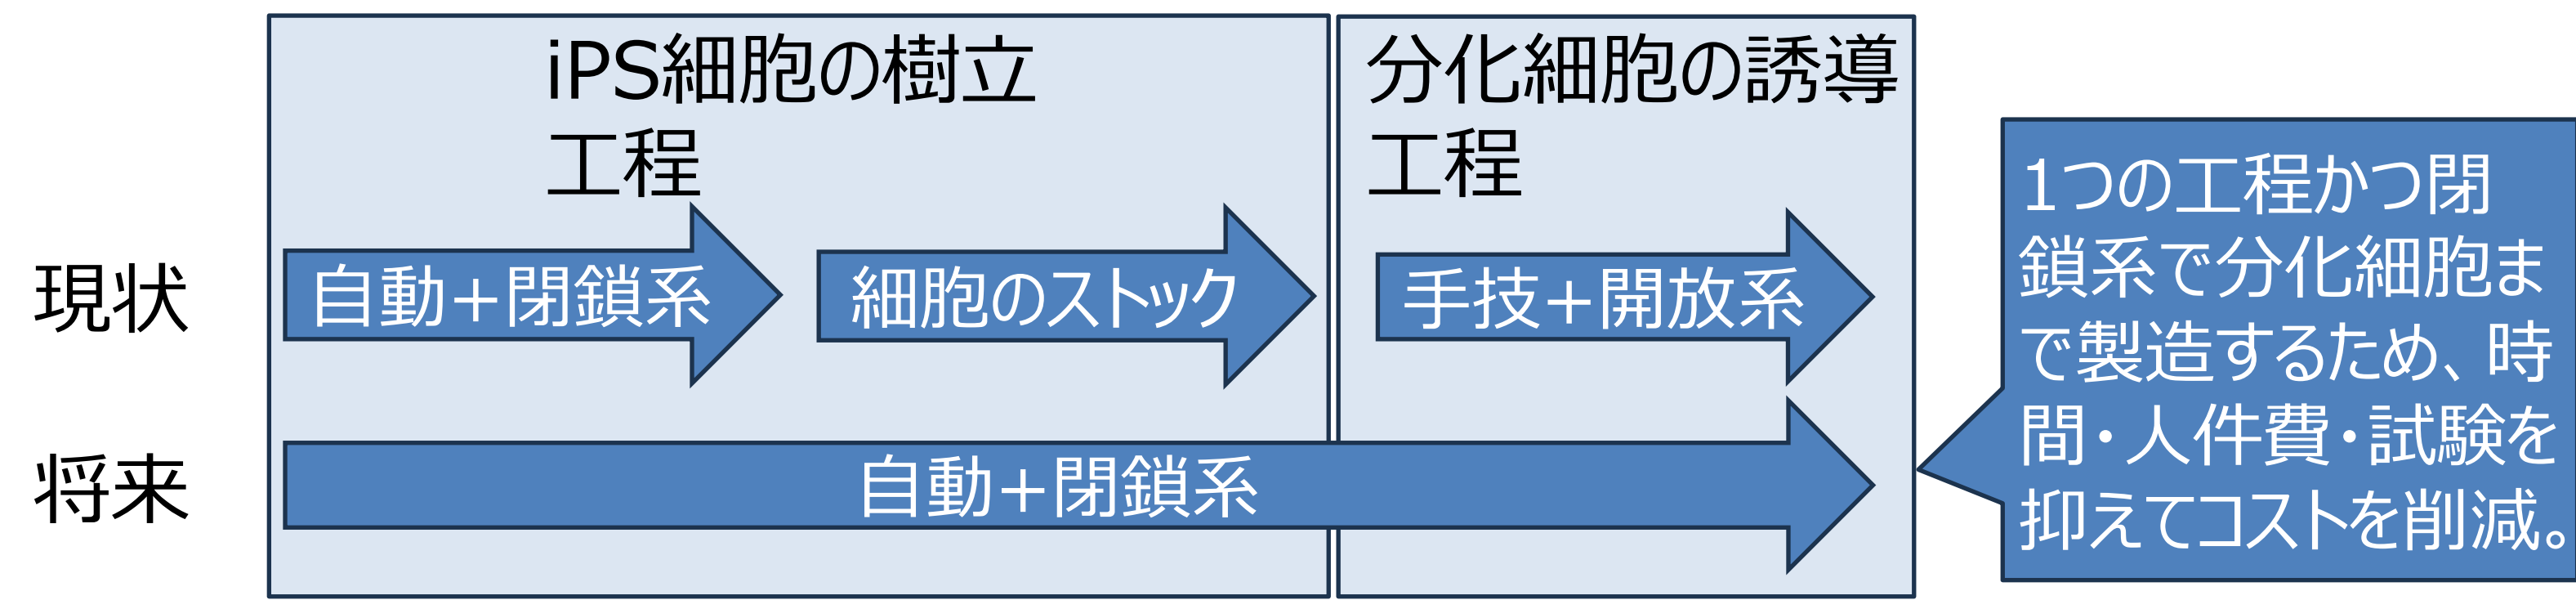 iPS細胞の樹立
工程
分化細胞の誘導
工程
現状
自動+閉鎖系
細胞のストック
手技+開放系
将来
自動+閉鎖系
1つの工程かつ閉
鎖系で分化細胞ま
で製造するため、時
間・人件費・試験を
抑えてコストを削減。